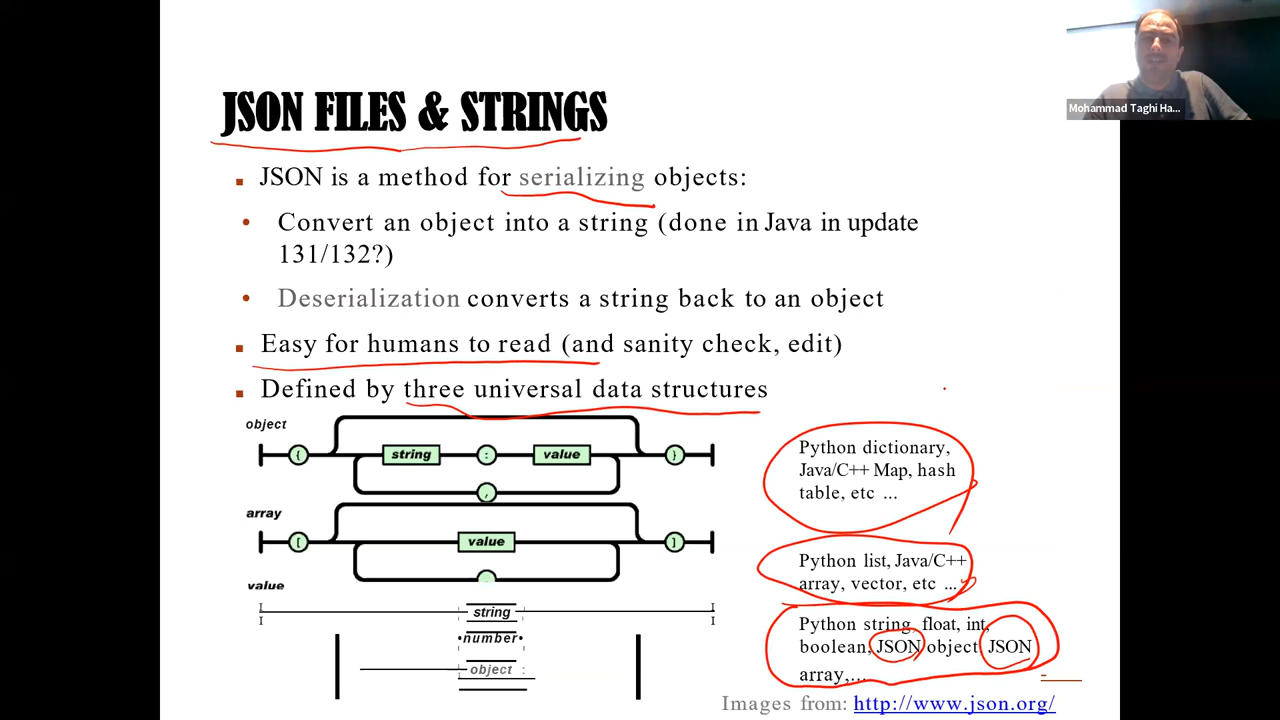 Mohammad Taghi Ha...
JSON FILES & STRINGS
JSON is a method for serializing objects:
Convert an object into a string (done in Java in update
131/132?)
Deserialization converts a string back to an object
Easy for humans to read (and sanity check, edit)
Defined by three universal data structures
object
{ string : value }
,
Python dictionary,
Java/C++ Map, hash
table, etc ...
array
[ value ]
Python list, Java/C++
array, vector, etc ...
value
string
number
object
Python string, float, int,
boolean, JSON object JSON
array,...
Images from: http://www.json.org/